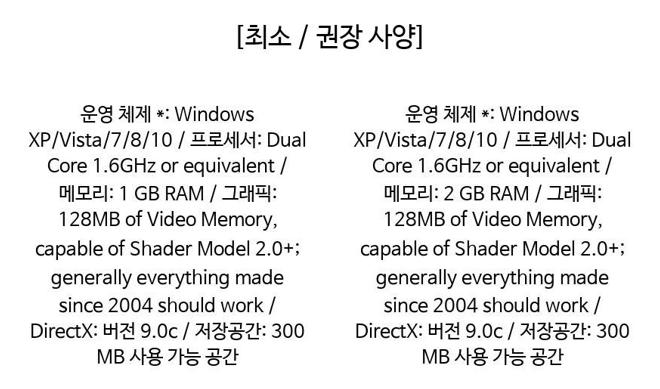 [최소 / 권장 사양]
운영 체제 *: Windows
XP/Vista/7/8/10 / 프로세서: Dual
Core 1.6GHz or equivalent /
메모리: 1 GB RAM / 그래픽:
128MB of Video Memory,
capable of Shader Model 2.0+;
generally everything made
since 2004 should work /
DirectX: 버전 9.0c / 저장공간: 300
MB 사용 가능 공간
운영 체제 *: Windows
XP/Vista/7/8/10 / 프로세서: Dual
Core 1.6GHz or equivalent /
메모리: 2 GB RAM / 그래픽:
128MB of Video Memory,
capable of Shader Model 2.0+;
generally everything made
since 2004 should work /
DirectX: 버전 9.0c / 저장공간: 300
MB 사용 가능 공간